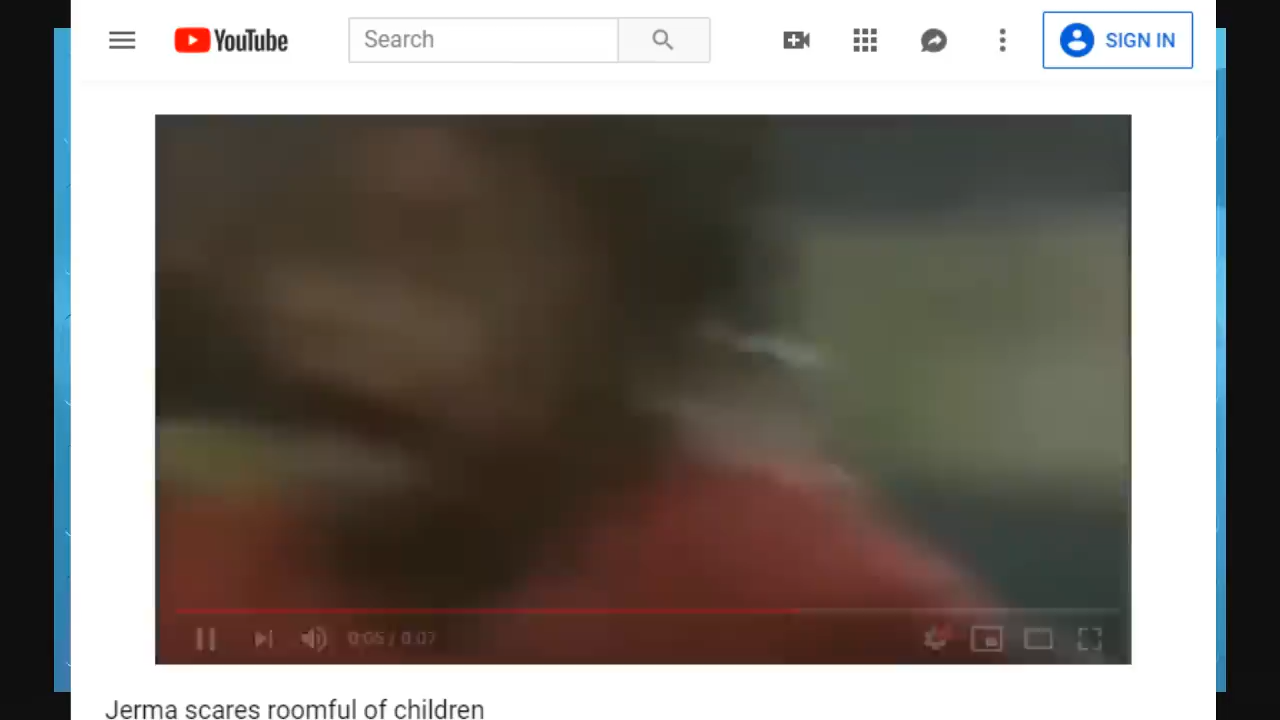 YouTube
Search
SIGN IN
0:05 / 0:07
Jerma scares roomful of children